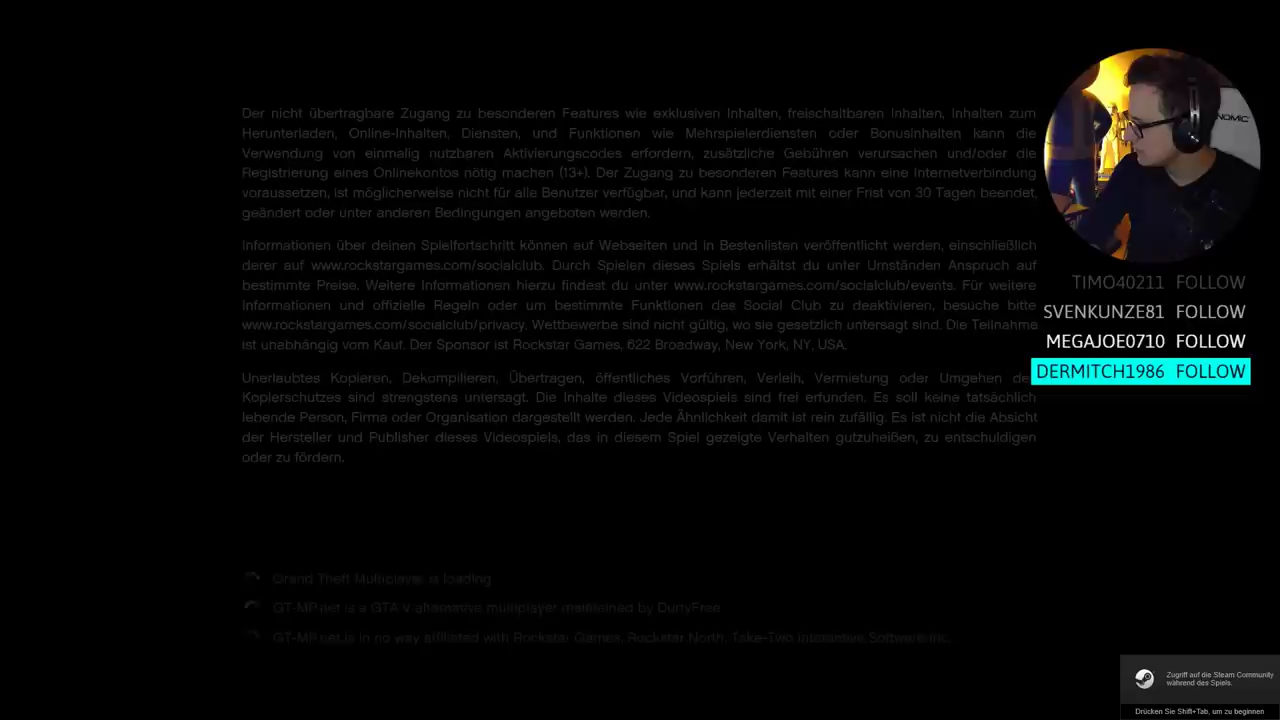 Der nicht übertragbare Zugang zu besonderen Features wie exklusiven Inhalten, freischaltbaren Inhalten, Inhalten zum
Herunterladen, Online-Inhalten, Diensten, und Funktionen wie Mehrspielerdiensten oder Bonusinhalten kann die
Verwendung von einmalig nutzbaren Aktivierungscodes erfordern, zusätzliche Gebühren verursachen und/oder die
Registrierung eines Onlinekontos nötig machen (13+). Der Zugang zu besonderen Features kann eine Internetverbindung
voraussetzen, ist möglicherweise nicht für alle Benutzer verfügbar, und kann jederzeit mit einer Frist von 30 Tagen beendet,
geändert oder unter anderen Bedingungen angeboten werden.
Informationen über deinen Spielfortschritt können auf Webseiten und in Bestenlisten veröffentlicht werden, einschließlich
derer auf www.rockstargames.com/socialclub. Durch Spielen dieses Spiels erhältst du unter Umständen Anspruch auf
bestimmte Preise. Weitere Informationen hierzu findest du unter www.rockstargames.com/socialclub/events. Für weitere
Informationen und offizielle Regeln oder um bestimmte Funktionen des Social Club zu deaktivieren, besuche bitte
www.rockstargames.com/socialclub/privacy. Wettbewerbe sind nicht gültig, wo sie gesetzlich untersagt sind. Die Teilnahme
ist unabhängig vom Kauf. Der Sponsor ist Rockstar Games, 622 Broadway, New York, NY, USA.
Unerlaubtes Kopieren, Dekompilieren, Übertragen, öffentliches Vorführen, Verleih, Vermietung oder Umgehen
Kopierschutzes sind strengstens untersagt. Die Inhalte dieses Videospiels sind frei erfunden. Es soll keine tatsächlich
lebende Person, Firma oder Organisation dargestellt werden. Jede Ähnlichkeit damit ist rein zufällig. Es ist nicht die Absicht
der Hersteller und Publisher dieses Videospiels, das in diesem Spiel gezeigte Verhalten gutzuheißen, zu entschuldigen
oder zu fördern.
Grand Theft Multiplayer is loading
GT-MP.net is a GTA V alternative multiplayer maintained by DurtyFree
GT-MP.net is in no way affiliated with Rockstar Games, Rockstar North, Take-Two Interactive Software Inc.
NOMIC
TIMO40211 FOLLOW
SVENKUNZE81 FOLLOW
MEGAJOE0710 FOLLOW
DERMITCH1986 FOLLOW
Zugriff auf die Steam Community
während des Spiels.
Drücken Sie Shift+Tab, um zu beginnen